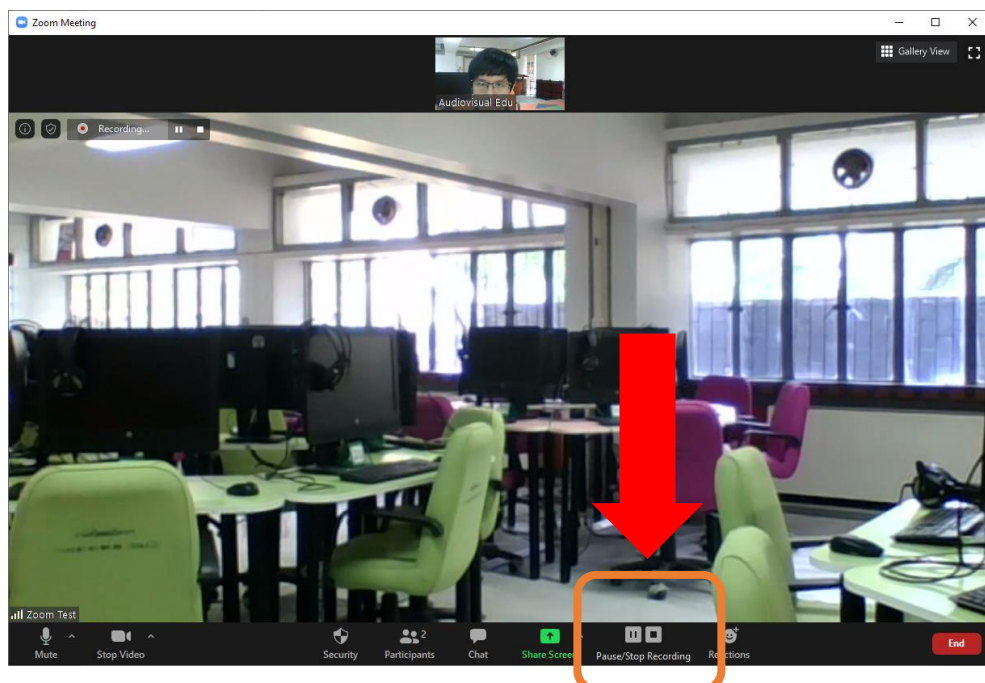 Zoom Meeting
Gallery View
Audiovisual Edu
Recording...
Zoom Test
Mute
Stop Video
Security
Participants
2
Chat
Share Screen
Pause/Stop Recording
Reactions
End